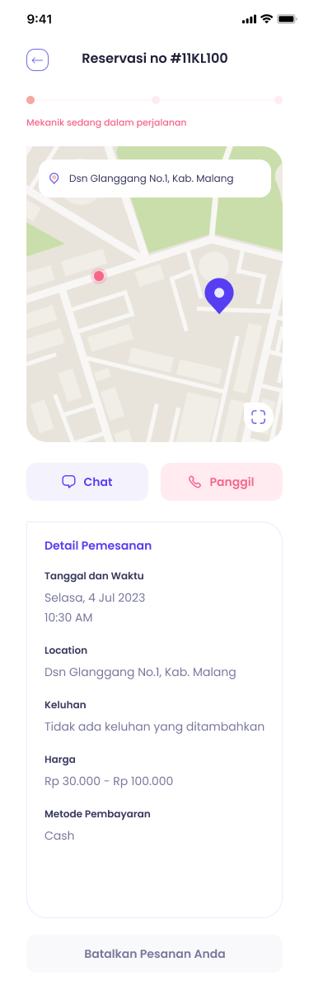 9:41
Reservasi no #11KL100
Mekanik sedang dalam perjalanan
Dsn Glanggang No.1, Kab. Malang
Chat
Panggil
Detail Pemesanan
Tanggal dan Waktu
Selasa, 4 Jul 2023
10:30 AM
Location
Dsn Glanggang No.1, Kab. Malang
Keluhan
Tidak ada keluhan yang ditambahkan
Harga
Rp 30.000 - Rp 100.000
Metode Pembayaran
Cash
Batalkan Pesanan Anda